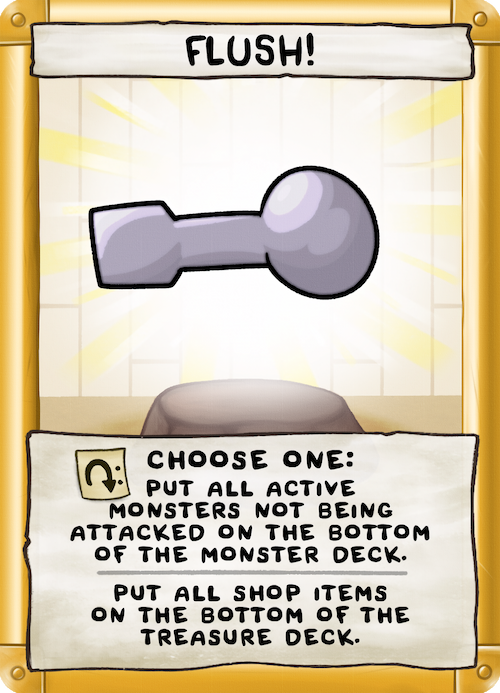 FLUSH!
: CHOOSE ONE:
PUT ALL ACTIVE
MONSTERS NOT BEING
ATTACKED ON THE BOTTOM
OF THE MONSTER DECK.
PUT ALL SHOP ITEMS
ON THE BOTTOM OF THE
TREASURE DECK.